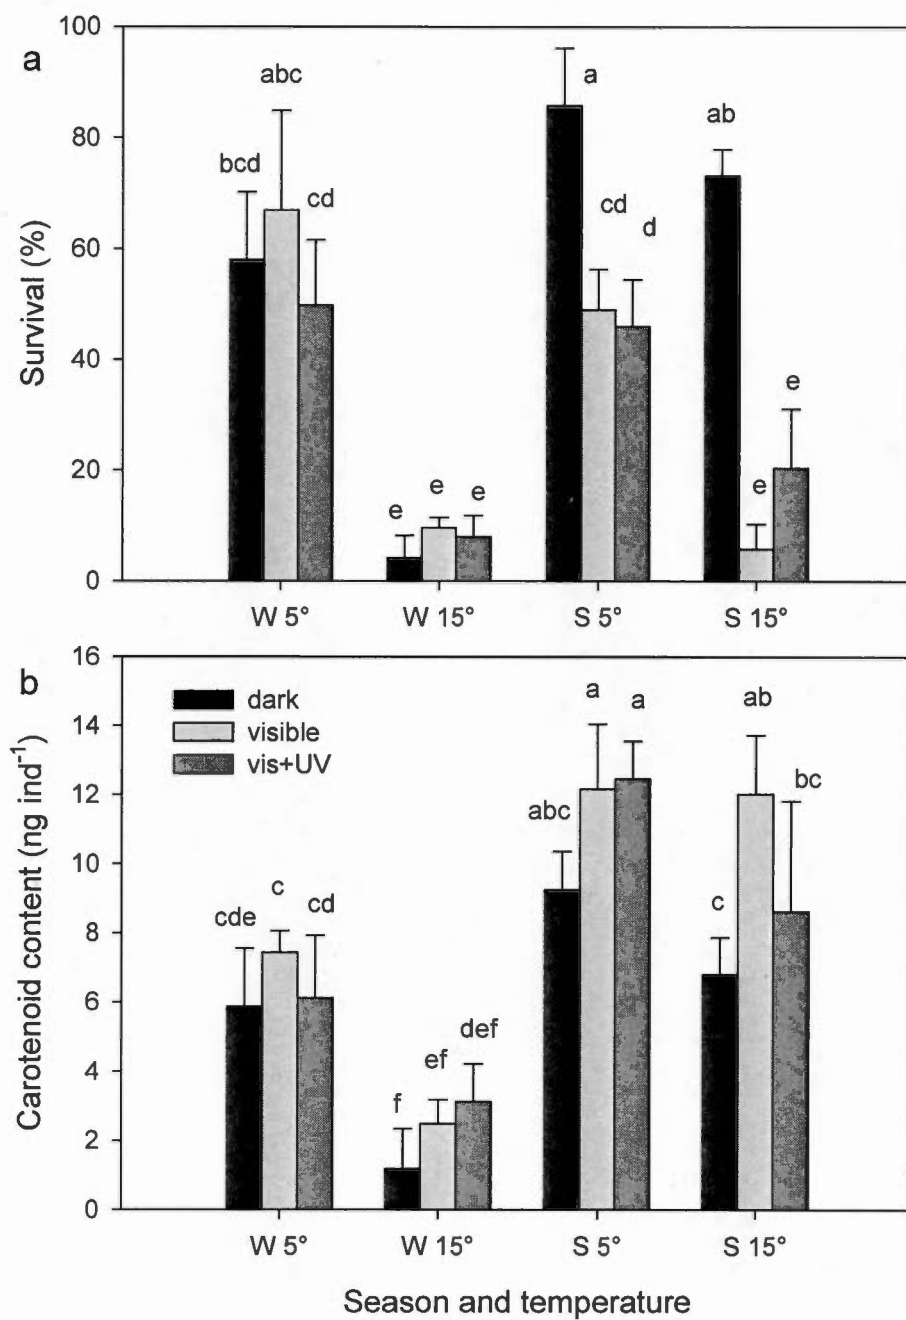 a
100
80
60
40
20
0
Survival (%)
bcd
abc
cd
e
e
e
a
cd
d
ab
e
e
W 5°
W 15°
S 5°
S 15°
b
16
14
12
10
8
6
4
2
0
Carotenoid content (ng ind⁻¹)
dark
visible
vis+UV
cde
c
cd
f
ef
def
abc
a
a
c
ab
bc
W 5°
W 15°
S 5°
S 15°
Season and temperature